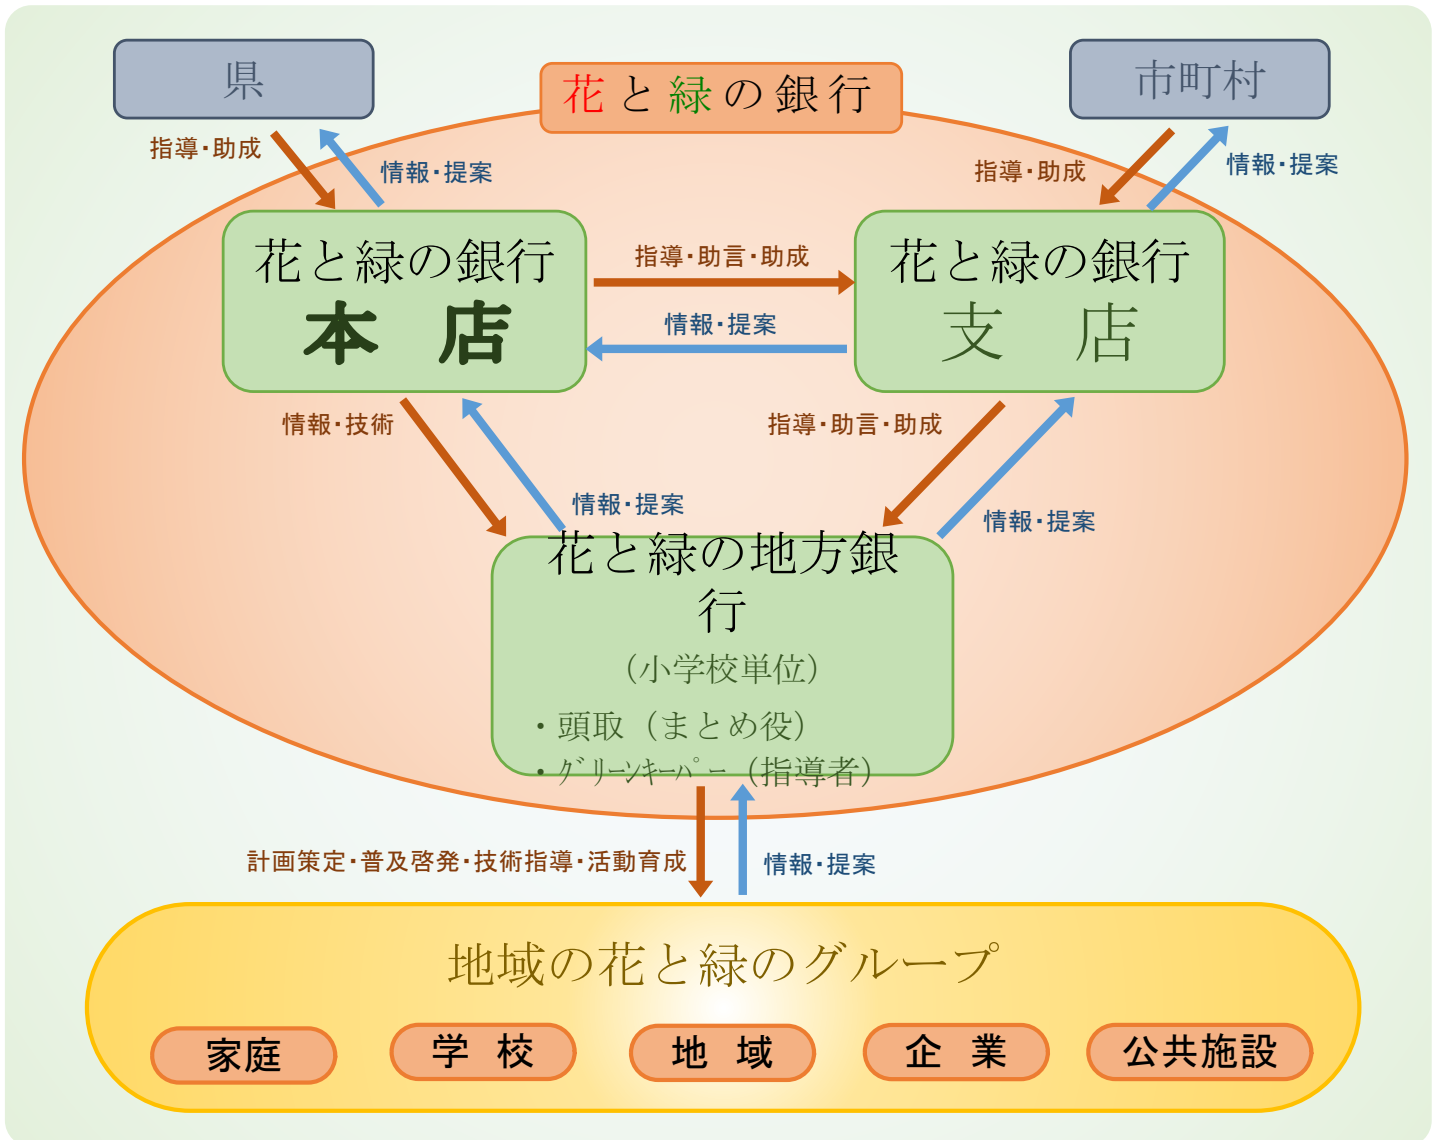 県
花と緑の銀行
市町村
指導・助成
情報・提案
指導・助成
情報・提案
花と緑の銀行
本　店
指導・助言・助成
情報・提案
花と緑の銀行
支　店
情報・技術
情報・提案
指導・助言・助成
情報・提案
花と緑の地方銀
行
（小学校単位）
・頭取（まとめ役）
・ｸﾞﾘｰﾝｷｰﾊﾟｰ（指導者）
計画策定・普及啓発・技術指導・活動育成
情報・提案
地域の花と緑のグループ
家庭
学　校
地　域
企　業
公共施設